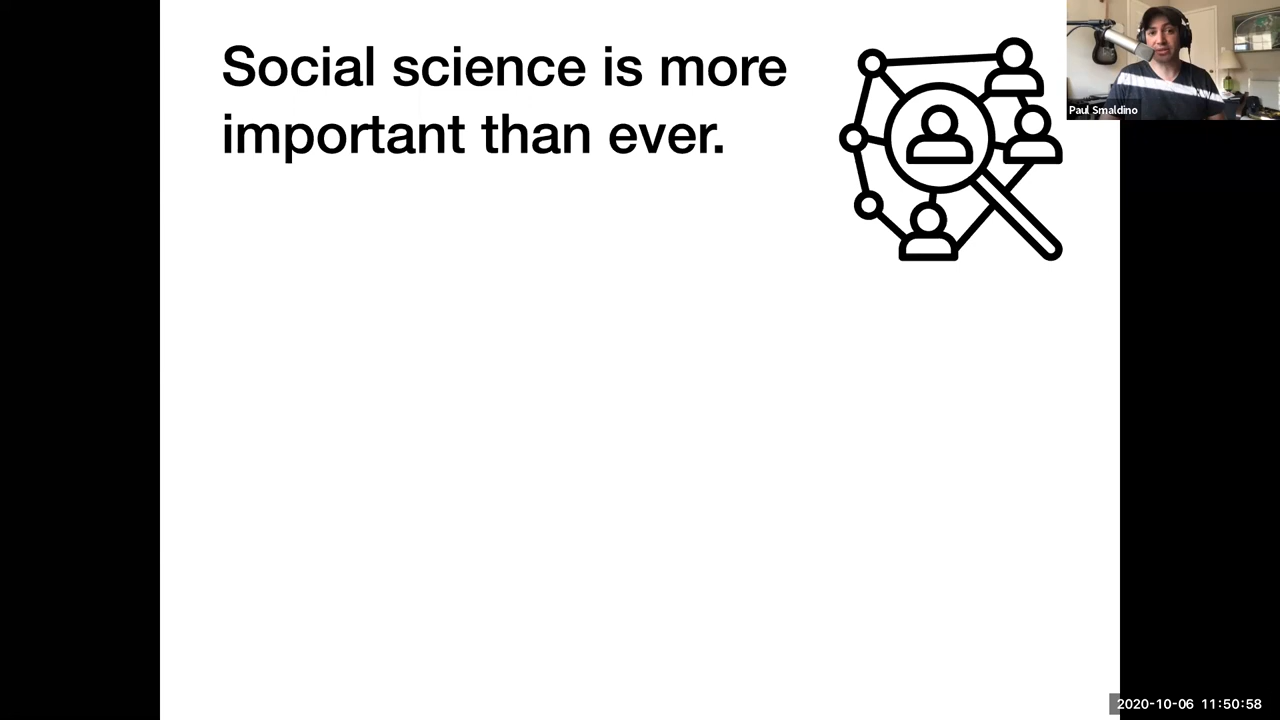 Social science is more
important than ever.
Paul Smaldino
2020-10-06 11:50:58